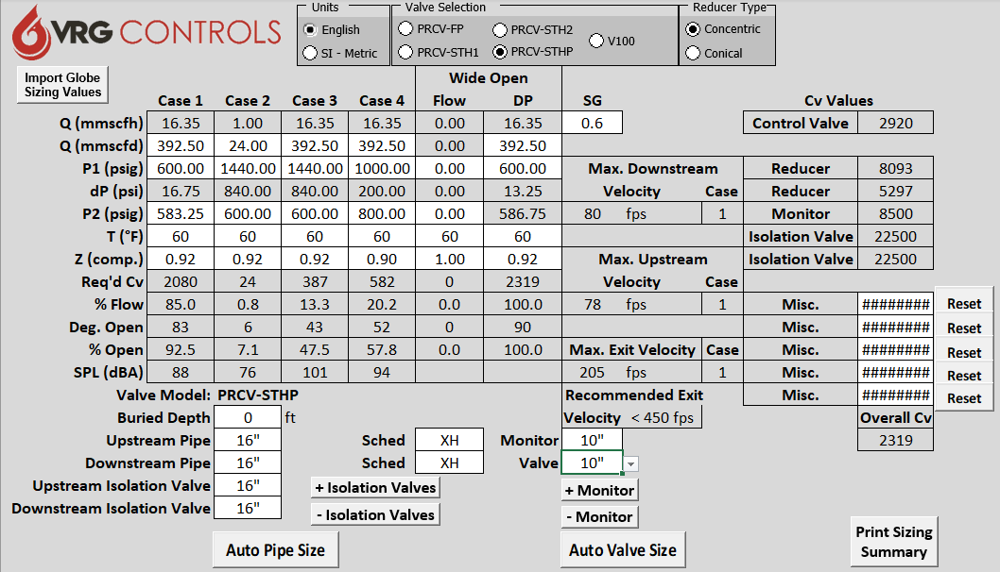 VRG CONTROLS
Units
English
SI - Metric
Valve Selection
PRCV-FP PRCV-STH2 V100
PRCV-STH1 PRCV-STHP
Reducer Type
Concentric
Conical
Import Globe
Sizing Values
Wide Open
Case 1 Case 2 Case 3 Case 4 Flow DP SG Cv Values
Q (mmscfh) 16.35 1.00 16.35 16.35 0.00 16.35 0.6 Control Valve 2920
Q (mmscfd) 392.50 24.00 392.50 392.50 0.00 392.50
P1 (psig) 600.00 1440.00 1440.00 1000.00 0.00 600.00 Max. Downstream Reducer 8093
dP (psi) 16.75 840.00 840.00 200.00 0.00 13.25 Velocity Case Reducer 5297
P2 (psig) 583.25 600.00 600.00 800.00 0.00 586.75 80 fps 1 Monitor 8500
T (°F) 60 60 60 60 60 60 Isolation Valve 22500
Z (comp.) 0.92 0.92 0.92 0.90 1.00 0.92 Max. Upstream Isolation Valve 22500
Req'd Cv 2080 24 387 582 0 2319 Velocity Case
% Flow 85.0 0.8 13.3 20.2 0.0 100.0 78 fps 1 Misc. ######## Reset
Deg. Open 83 6 43 52 0 90 Misc. ######## Reset
% Open 92.5 7.1 47.5 57.8 0.0 100.0 Max. Exit Velocity Case Misc. ######## Reset
SPL (dBA) 88 76 101 94 205 fps 1 Misc. ######## Reset
Valve Model: PRCV-STHP Recommended Exit Misc. ######## Reset
Buried Depth 0 ft Velocity < 450 fps Overall Cv
Upstream Pipe 16" Sched XH Monitor 10" 2319
Downstream Pipe 16" Sched XH Valve 10"
Upstream Isolation Valve 16" + Isolation Valves + Monitor
Downstream Isolation Valve 16" - Isolation Valves - Monitor
Auto Pipe Size Auto Valve Size Print Sizing
Summary